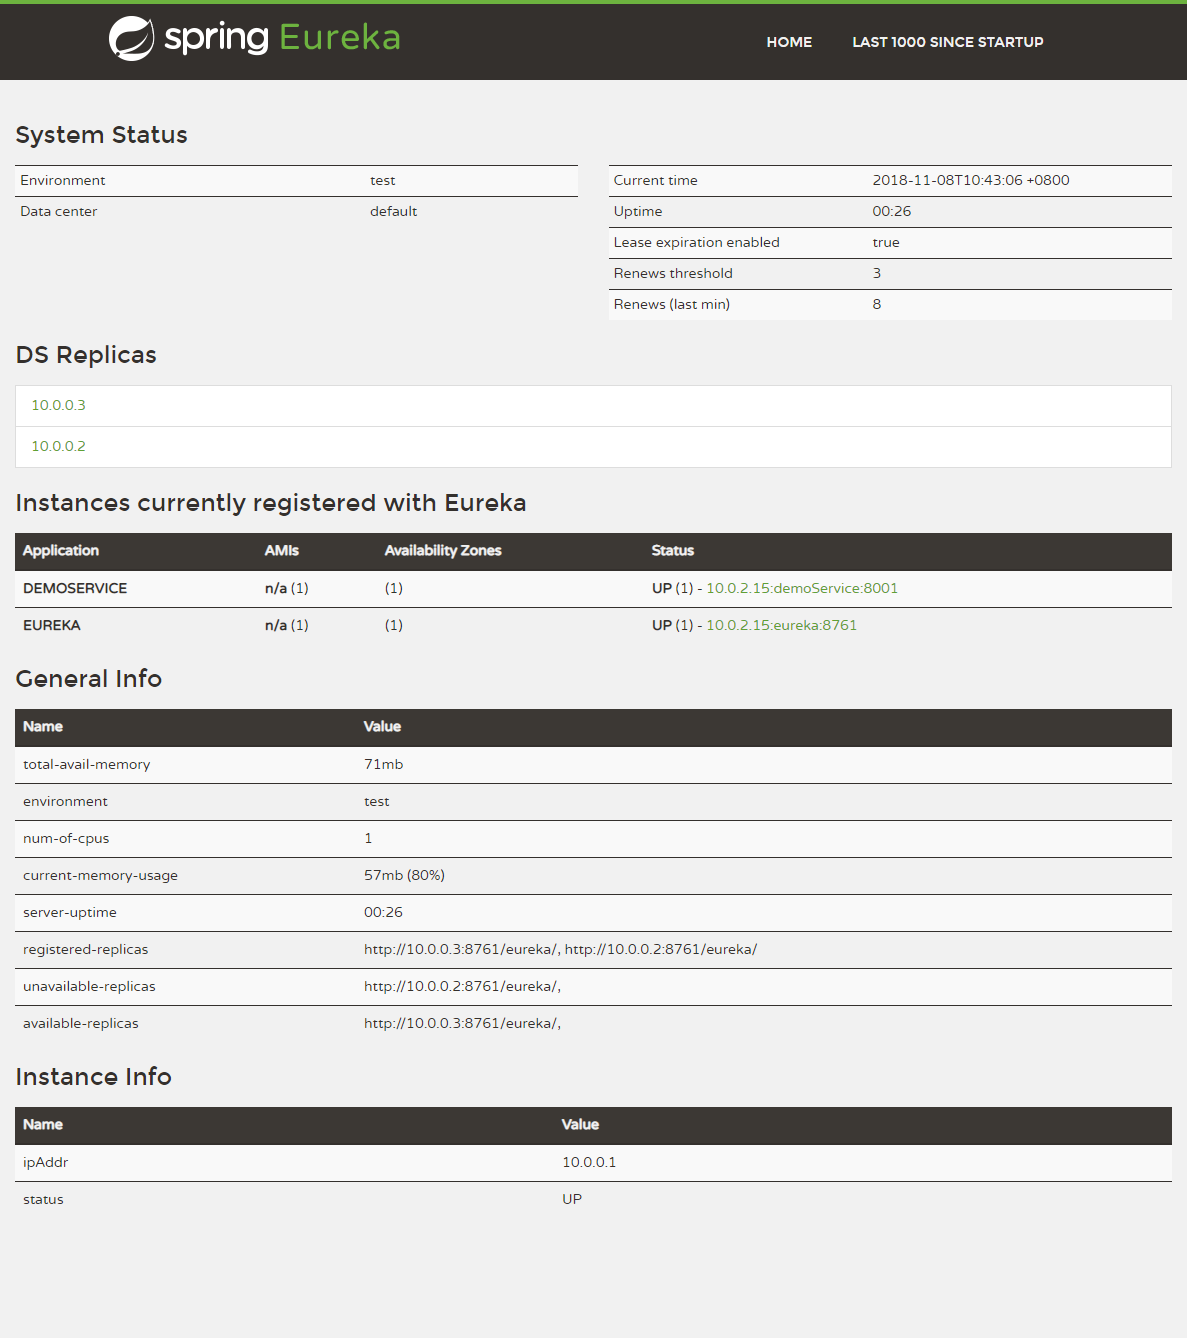 spring Eureka
HOME LAST 1000 SINCE STARTUP
System Status
Environment test
Data center default
Current time 2018-11-08T10:43:06 +0800
Uptime 00:26
Lease expiration enabled true
Renews threshold 3
Renews (last min) 8
DS Replicas
10.0.0.3
10.0.0.2
Instances currently registered with Eureka
Application AMIs Availability Zones Status
DEMOSERVICE n/a (1) (1) UP (1) - 10.0.2.15:demoService:8001
EUREKA n/a (1) (1) UP (1) - 10.0.2.15:eureka:8761
General Info
Name Value
total-avail-memory 71mb
environment test
num-of-cpus 1
current-memory-usage 57mb (80%)
server-uptime 00:26
registered-replicas http://10.0.0.3:8761/eureka/, http://10.0.0.2:8761/eureka/
unavailable-replicas http://10.0.0.2:8761/eureka/,
available-replicas http://10.0.0.3:8761/eureka/,
Instance Info
Name Value
ipAddr 10.0.0.1
status UP